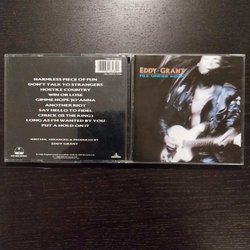 HARMLESS PIECE OF FUN
DON'T TALK TO STRANGERS
HOSTILE COUNTRY
WIN OR LOSE
GIMME HOPE JO'ANNA
ANOTHER RIOT
SAY HELLO TO FIDEL
CHUCK (IS THE KING)
LONG AS I'M WANTED BY YOU
PUT A HOLD ON IT
WRITTEN, ARRANGED & PRODUCED BY
EDDY GRANT
EDDY GRANT
FILE UNDER ROCK